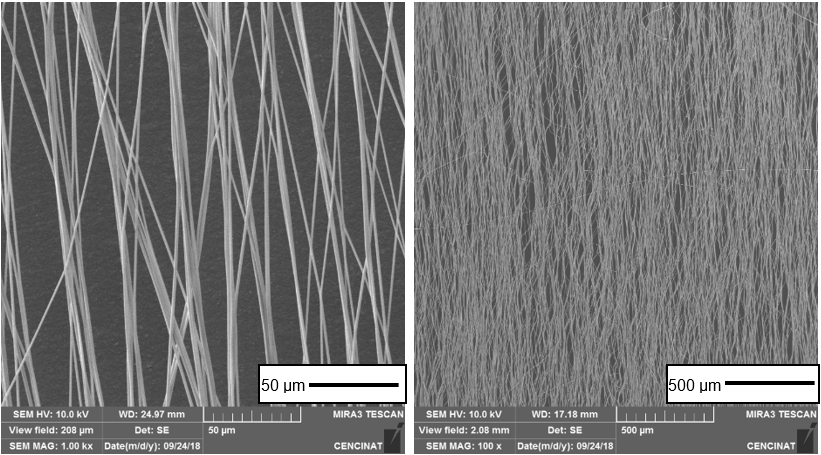 50 µm
SEM HV: 10.0 kV WD: 24.97 mm MIRA3 TESCAN
View field: 208 µm Det: SE 50 µm
SEM MAG: 1.00 kx Date(m/d/y): 09/24/18 CENCINAT
500 µm
SEM HV: 10.0 kV WD: 17.18 mm MIRA3 TESCAN
View field: 2.08 mm Det: SE 500 µm
SEM MAG: 100 x Date(m/d/y): 09/24/18 CENCINAT